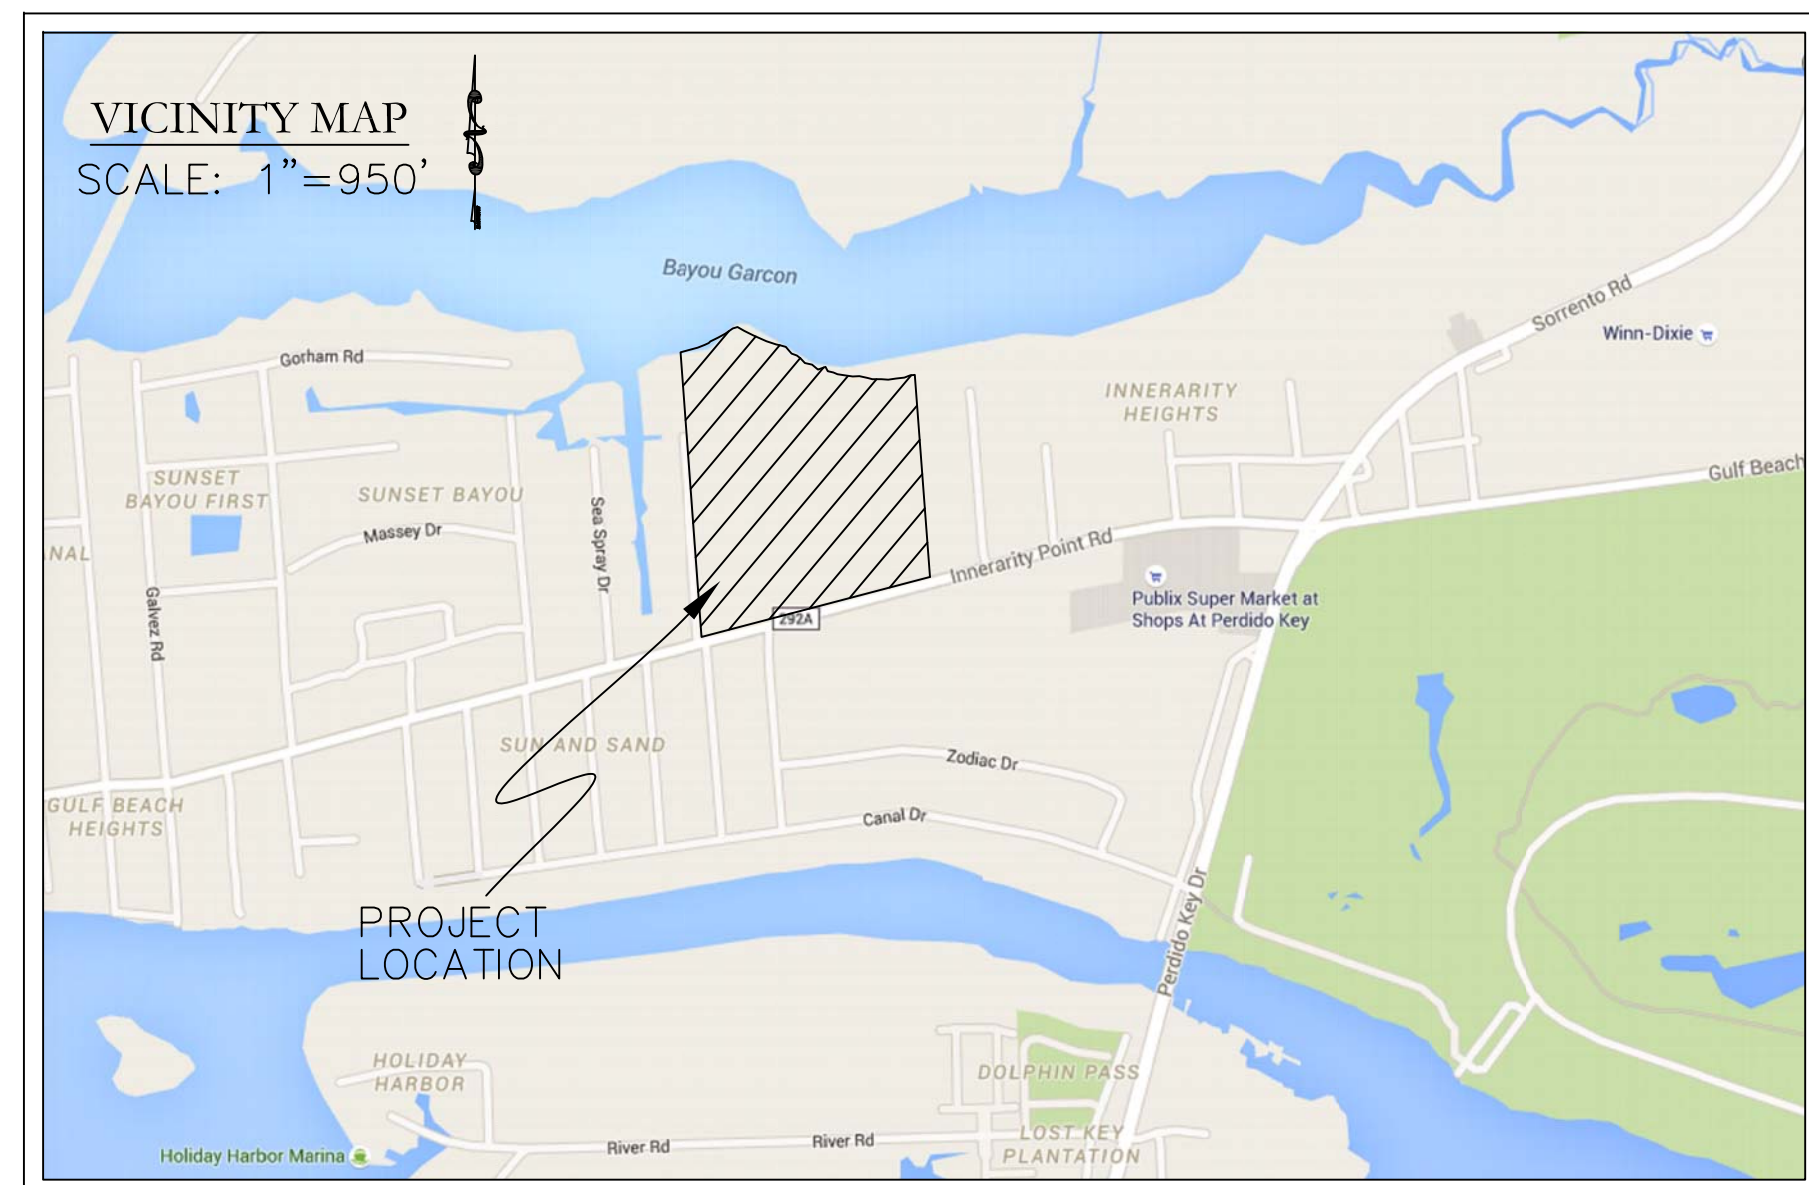 VICINITY MAP
SCALE: 1"=950'
Bayou Garcon
Sorrento Rd
Winn-Dixie
Gorham Rd
INNERARITY
HEIGHTS
Gulf Beach
SUNSET
BAYOU FIRST
SUNSET BAYOU
Massey Dr
Sea Spray Dr
NAL
Innerarity Point Rd
Galvez Rd
292A
Publix Super Market at
Shops At Perdido Key
SUN AND SAND
Zodiac Dr
GULF BEACH
HEIGHTS
Canal Dr
Perdido Key Dr
PROJECT
LOCATION
HOLIDAY
HARBOR
DOLPHIN PASS
LOST KEY
PLANTATION
River Rd
River Rd
Holiday Harbor Marina